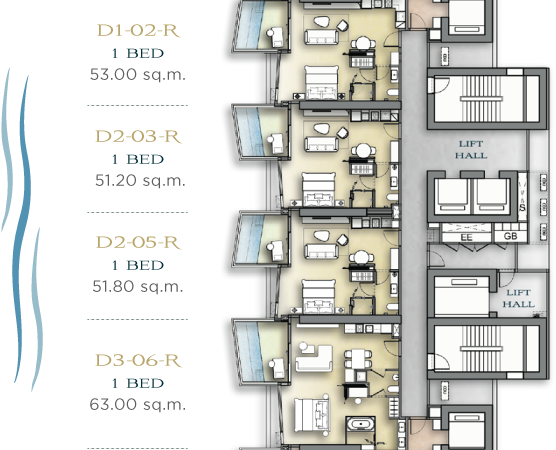 D1-02-R
1 BED
53.00 sq.m.
D2-03-R
1 BED
51.20 sq.m.
D2-05-R
1 BED
51.80 sq.m.
D3-06-R
1 BED
63.00 sq.m.
LIFT
HALL
S
EE
GB
LIFT
HALL